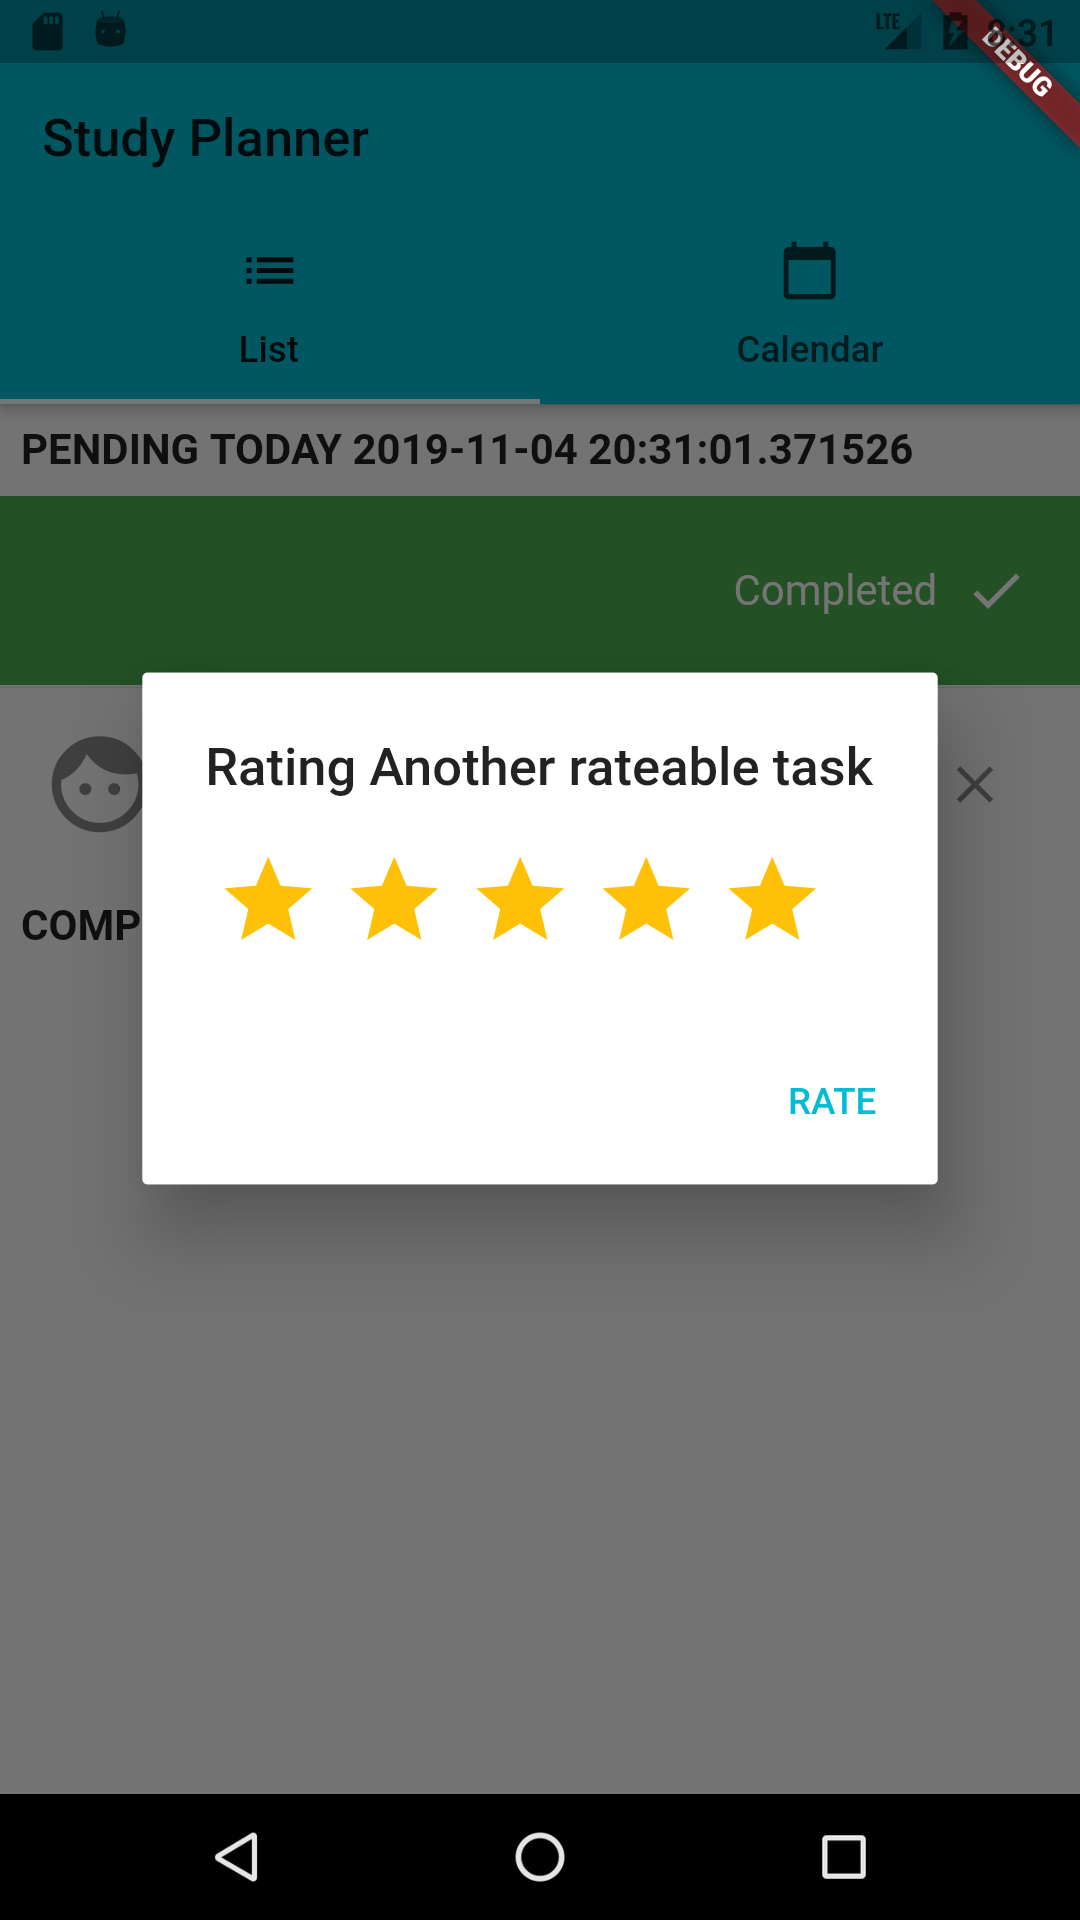 LTE 8:31
DEBUG
Study Planner
List
Calendar
PENDING TODAY 2019-11-04 20:31:01.371526
Completed
Rating Another rateable task
COMP
RATE